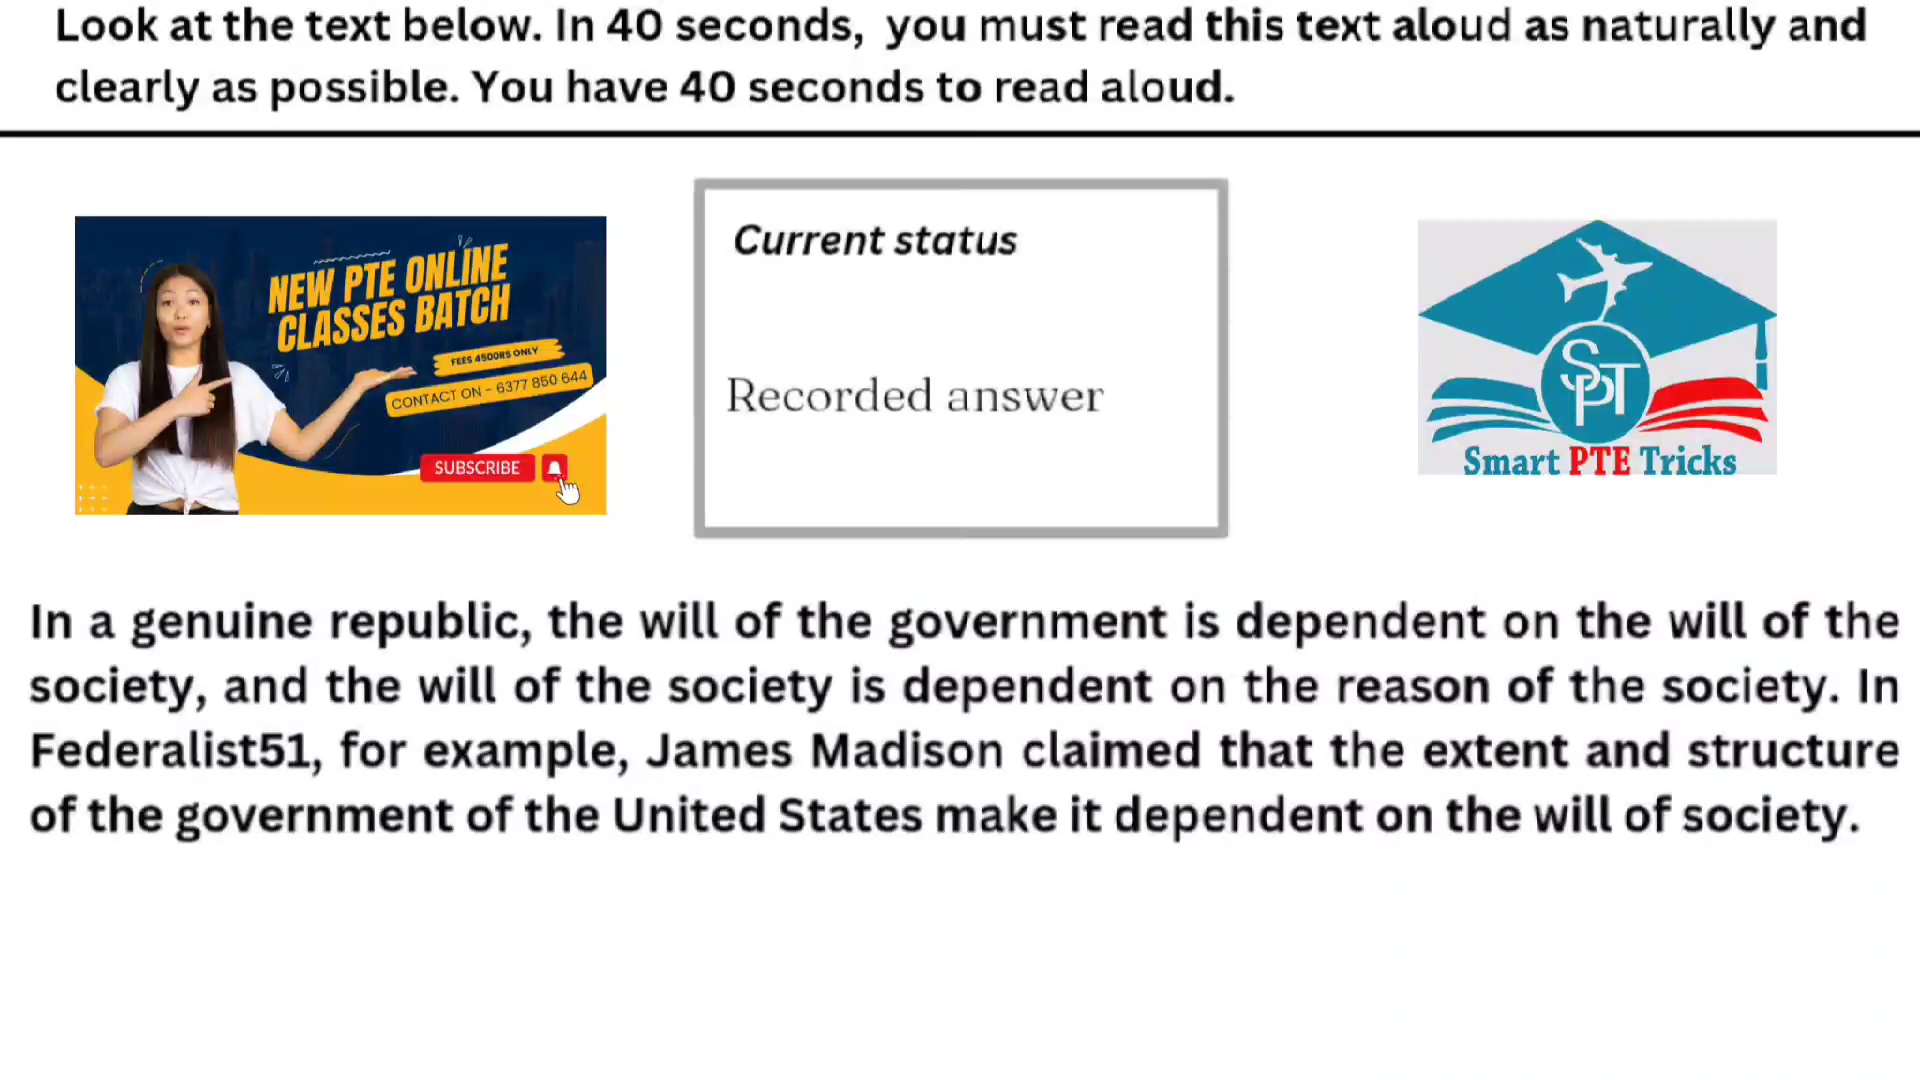 Look at the text below. In 40 seconds, you must read this text aloud as naturally and
clearly as possible. You have 40 seconds to read aloud.
NEW PTE ONLINE
CLASSES BATCH
FEES 4500RS ONLY
CONTACT ON - 6377 850 644
SUBSCRIBE
Current status
Recorded answer
SPT
Smart PTE Tricks
In a genuine republic, the will of the government is dependent on the will of the
society, and the will of the society is dependent on the reason of the society. In
Federalist51, for example, James Madison claimed that the extent and structure
of the government of the United States make it dependent on the will of society.